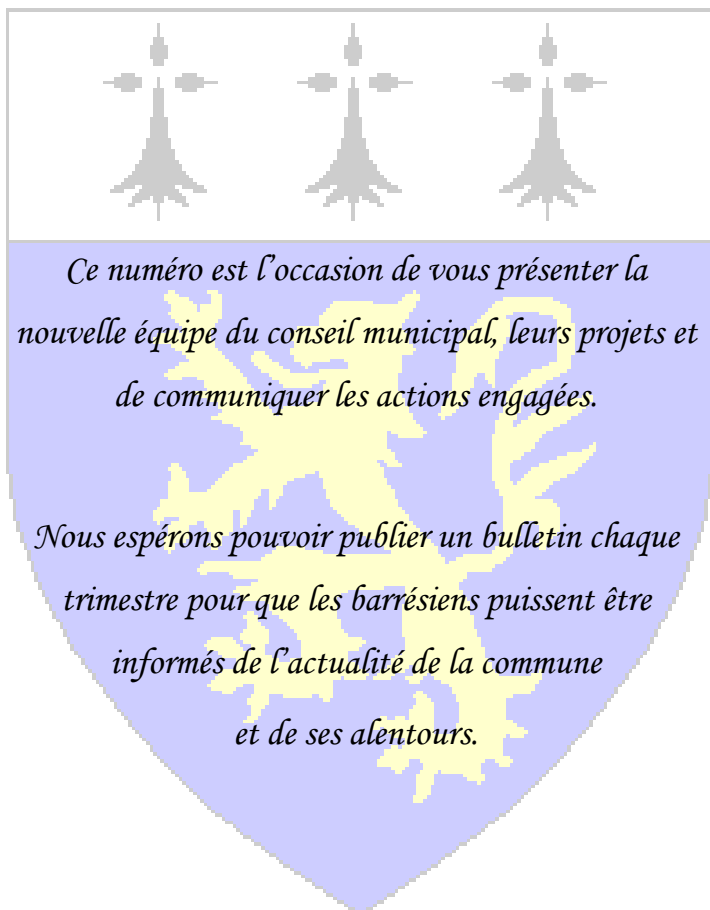 Ce numéro est l’occasion de vous présenter la
nouvelle équipe du conseil municipal, leurs projets et
de communiquer les actions engagées.
Nous espérons pouvoir publier un bulletin chaque
trimestre pour que les barrésiens puissent être
informés de l’actualité de la commune
et de ses alentours.